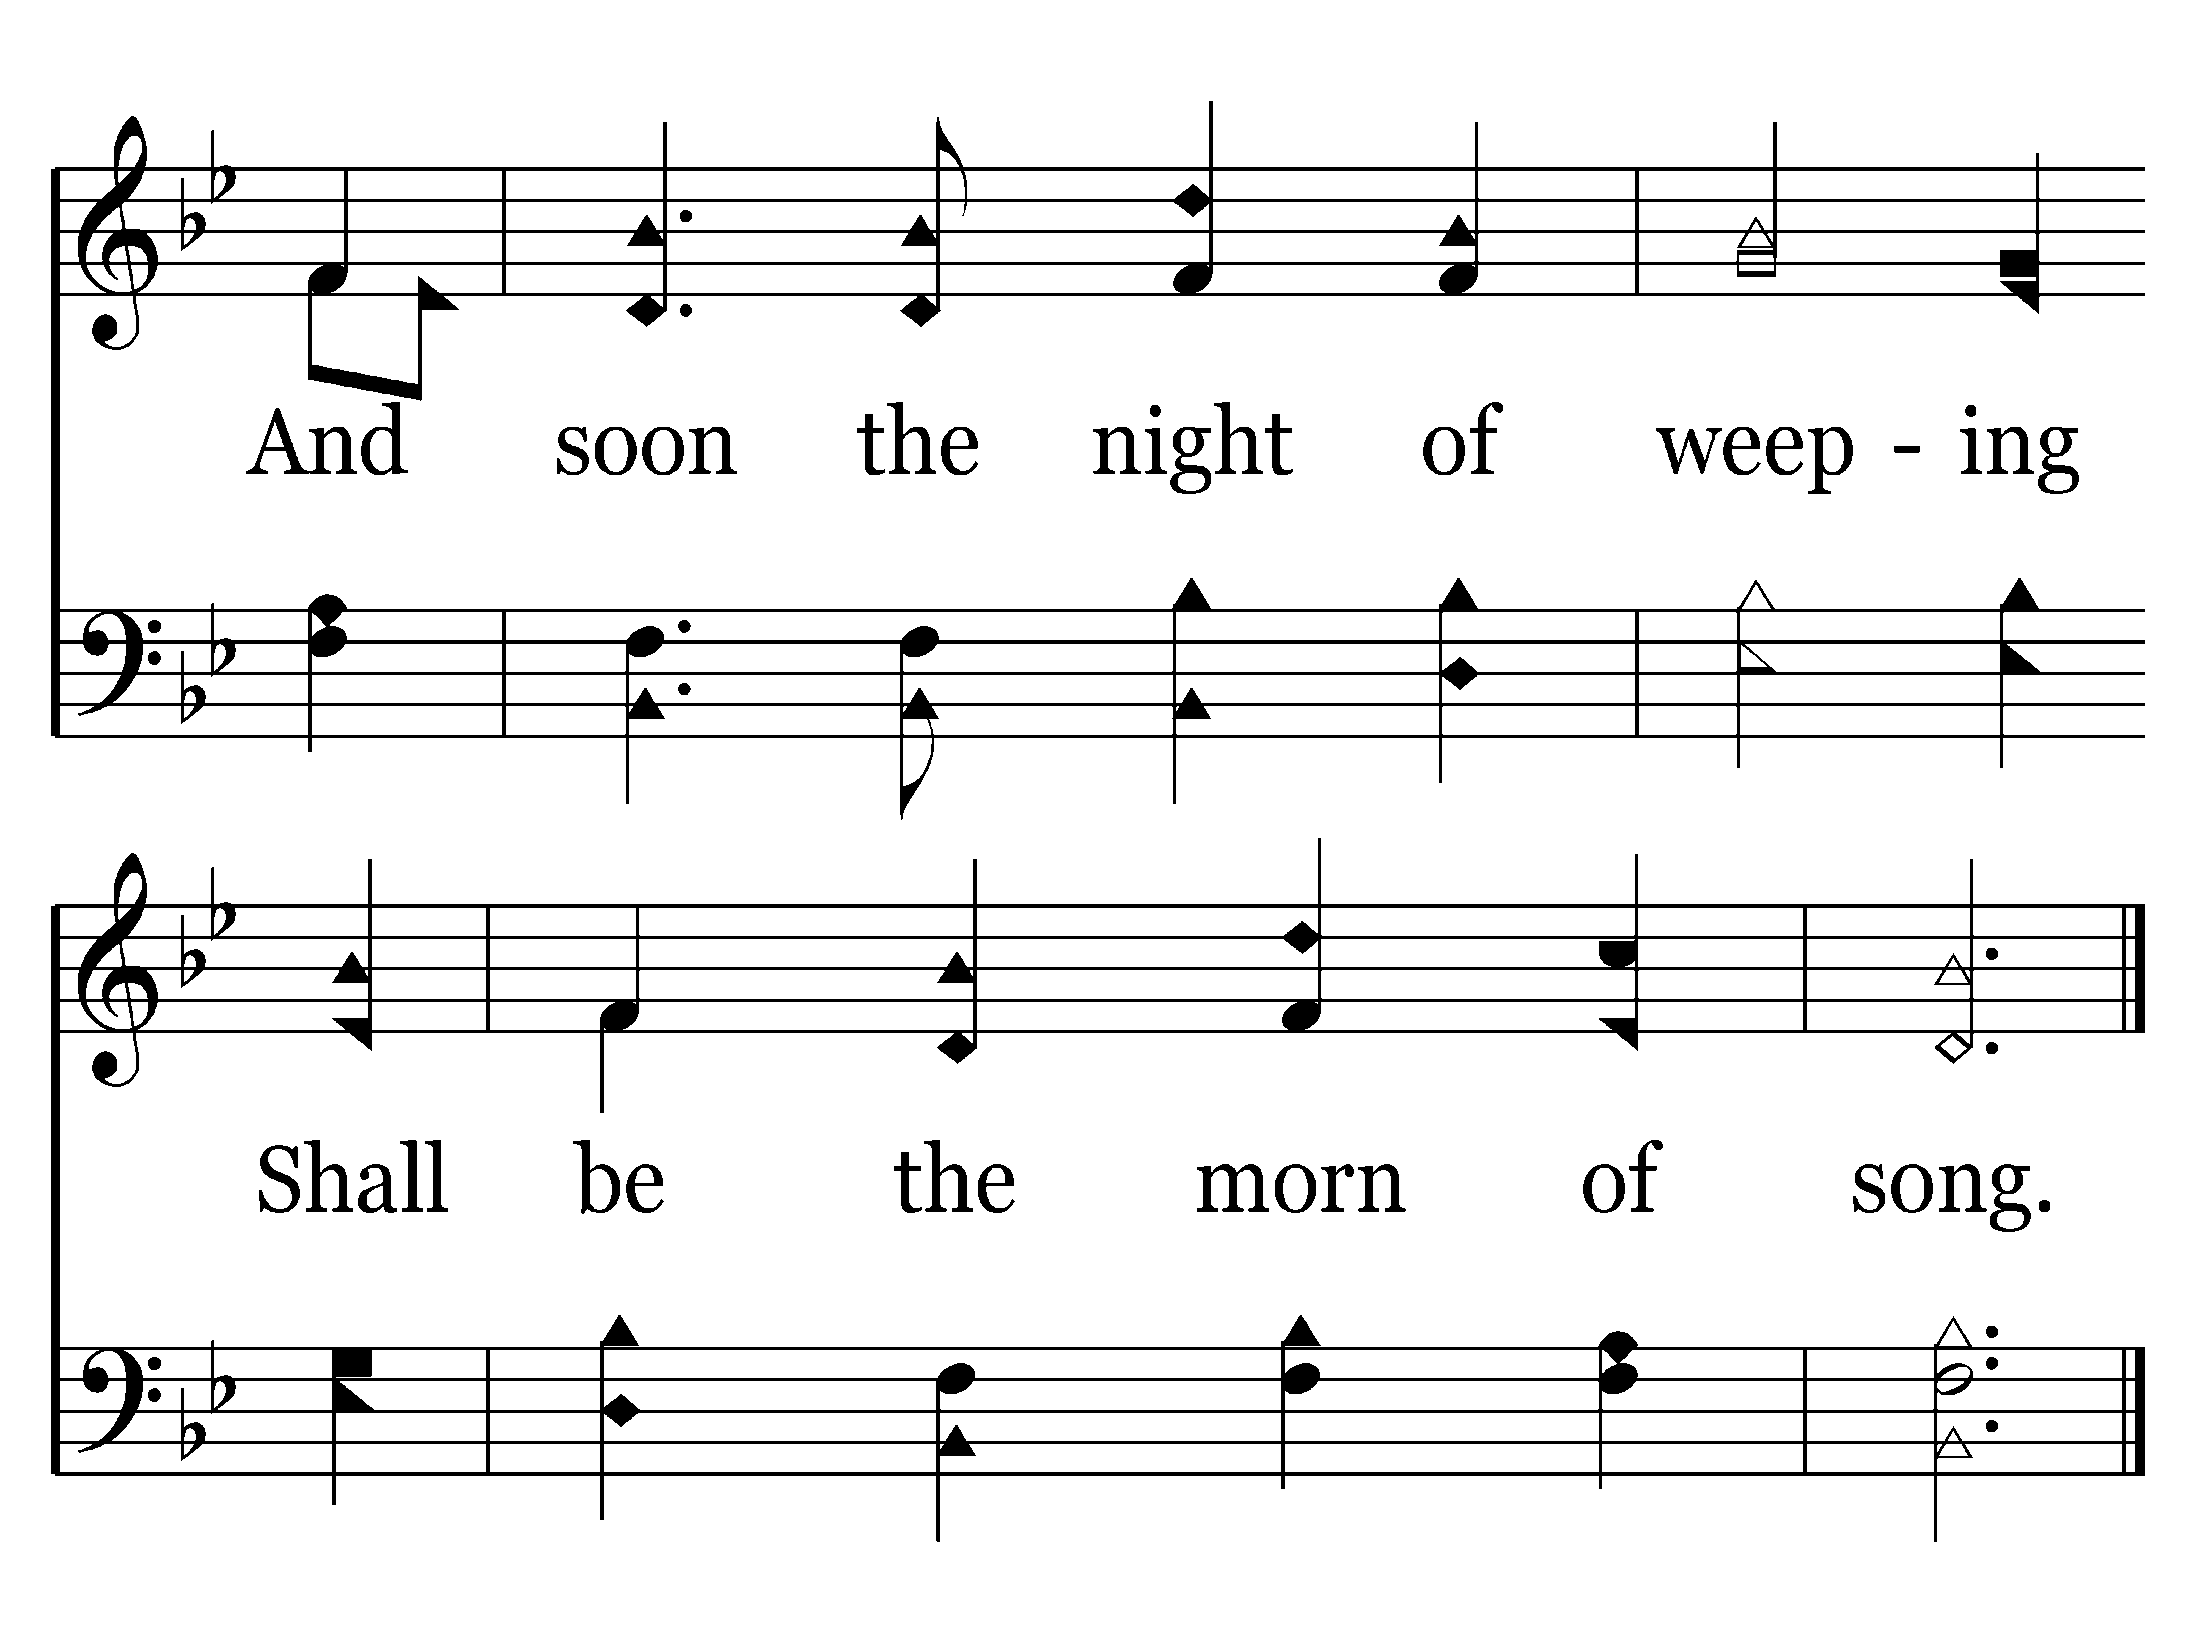 And soon the night of weep - ing
Shall be the morn of song.